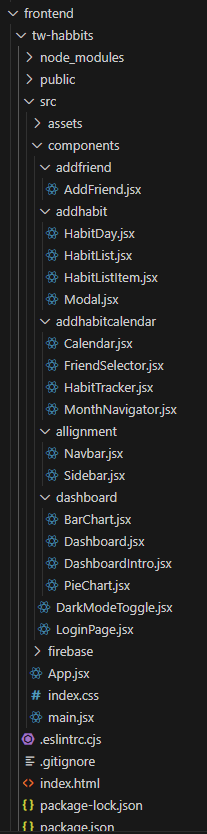 frontend
tw-habbits
node_modules
public
src
assets
components
addfriend
AddFriend.jsx
addhabit
HabitDay.jsx
HabitList.jsx
HabitListItem.jsx
Modal.jsx
addhabitcalendar
Calendar.jsx
FriendSelector.jsx
HabitTracker.jsx
MonthNavigator.jsx
allignment
Navbar.jsx
Sidebar.jsx
dashboard
BarChart.jsx
Dashboard.jsx
DashboardIntro.jsx
PieChart.jsx
DarkModeToggle.jsx
LoginPage.jsx
firebase
App.jsx
# index.css
main.jsx
.eslintrc.cjs
.gitignore
<> index.html
{} package-lock.json
{} package.json